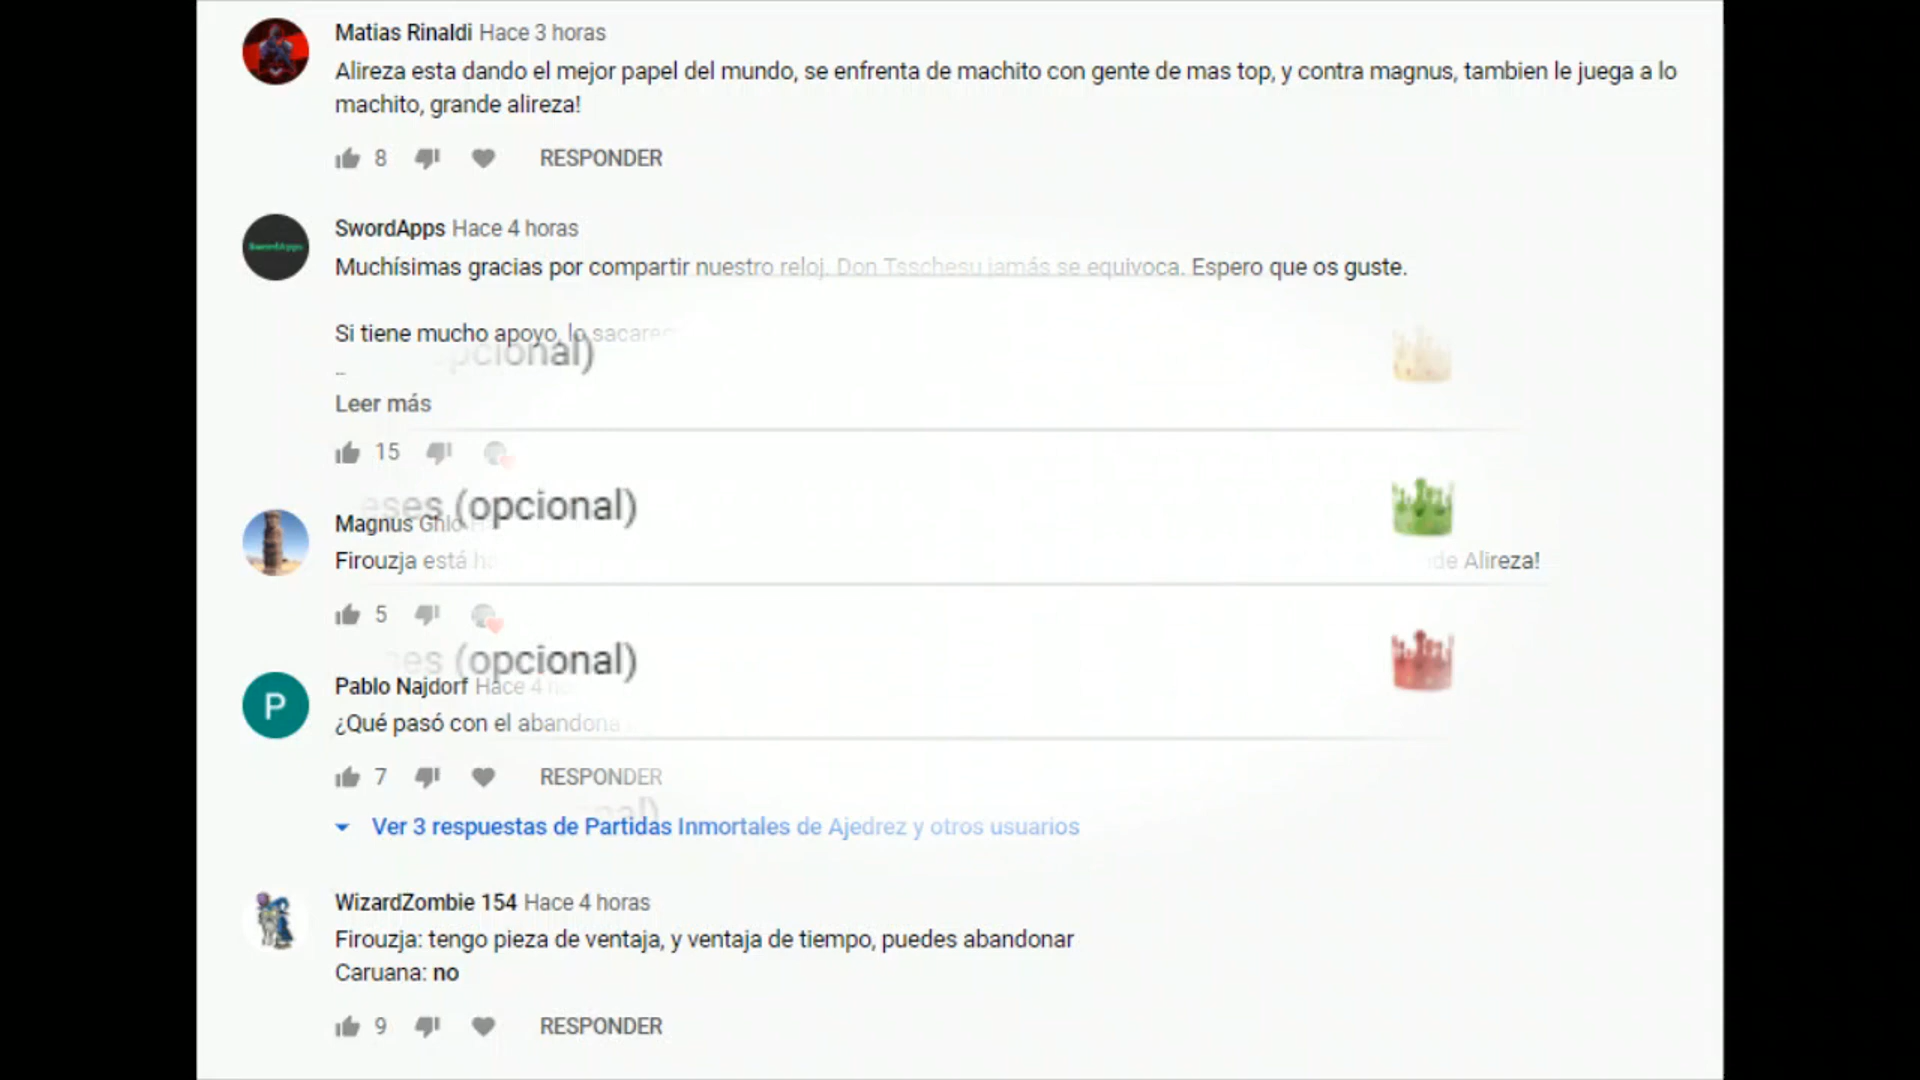 Matias Rinaldi Hace 3 horas
Alireza esta dando el mejor papel del mundo, se enfrenta de machito con gente de mas top, y contra magnus, tambien le juega a lo
machito, grande alireza!
8 RESPONDER
SwordApps Hace 4 horas
SwordApps
Muchísimas gracias por compartir nuestro reloj. Don Tsschesu jamás se equivoca. Espero que os guste.
Si tiene mucho apoyo, lo
(opcional)
...
Leer más
15
(opcional)
Magnus
Firouzja está
de Alireza!
5
(opcional)
P
Pablo Najdorf Hace 4
¿Qué pasó con el
7 RESPONDER
Ver 3 respuestas de Partidas Inmortales de Ajedrez y otros usuarios
WizardZombie 154 Hace 4 horas
Firouzja: tengo pieza de ventaja, y ventaja de tiempo, puedes abandonar
Caruana: no
9 RESPONDER